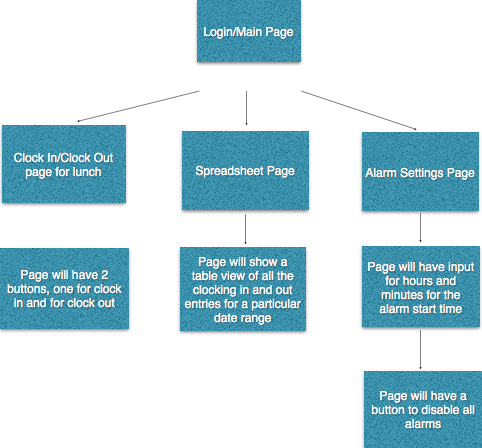 Login/Main Page
Clock In/Clock Out
page for lunch
Spreadsheet Page
Alarm Settings Page
Page will have 2
buttons, one for clock
in and for clock out
Page will show a
table view of all the
clocking in and out
entries for a particular
date range
Page will have input
for hours and
minutes for the
alarm start time
Page will have a
button to disable all
alarms